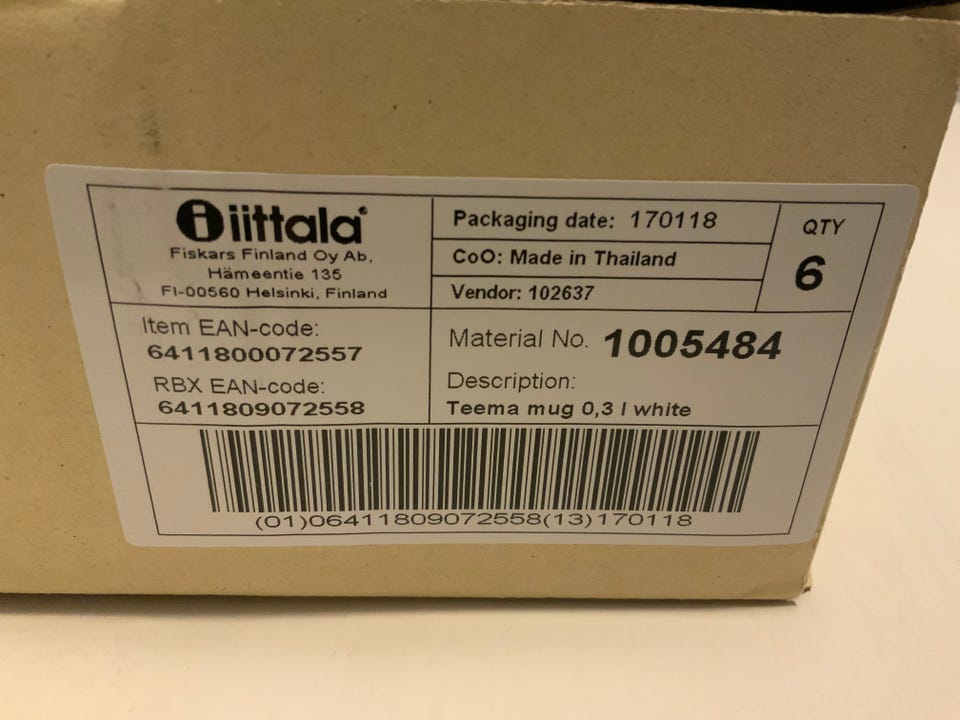 iittala
Fiskars Finland Oy Ab,
Hämeentie 135
FI-00560 Helsinki, Finland
Packaging date: 170118
CoO: Made in Thailand
Vendor: 102637
QTY
6
Item EAN-code:
6411800072557
RBX EAN-code:
6411809072558
Material No. 1005484
Description:
Teema mug 0,3 l white
(01)06411809072558(13)170118